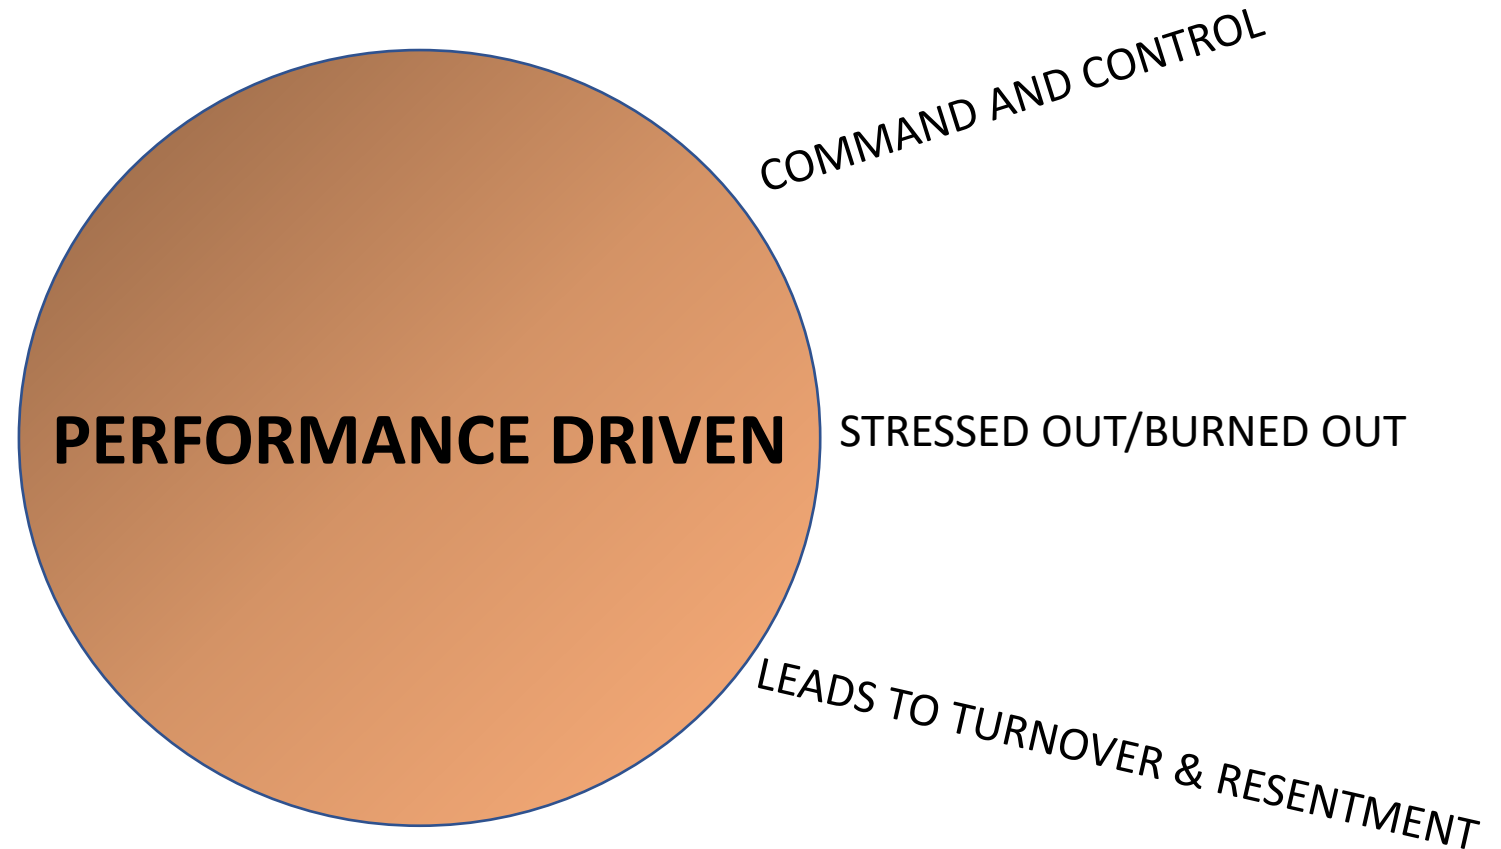 COMMAND AND CONTROL
PERFORMANCE DRIVEN
STRESSED OUT/BURNED OUT
LEADS TO TURNOVER & RESENTMENT